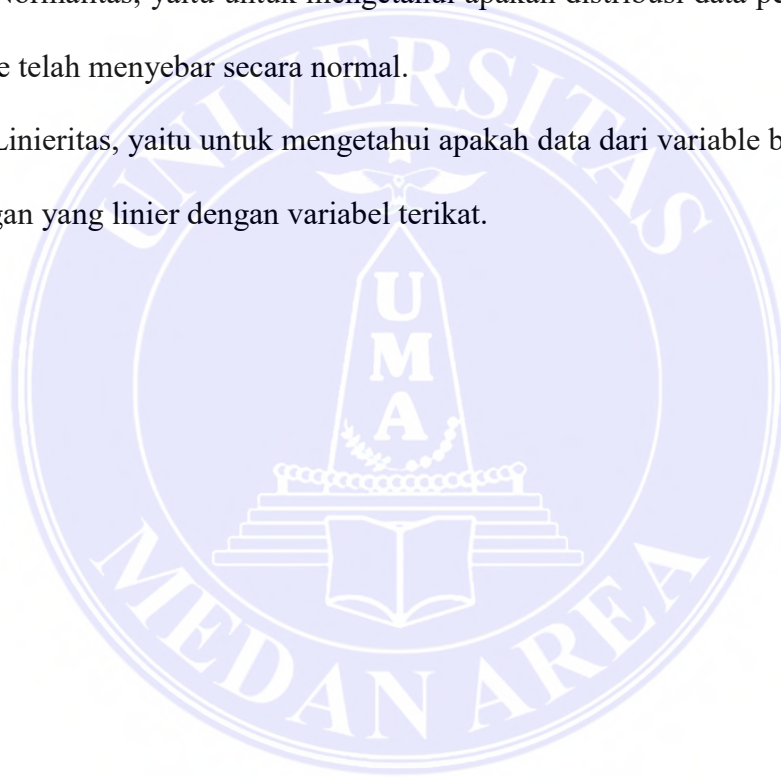 Normalitas, yaitu untuk mengetahui apakah distribusi data
e telah menyebar secara normal.
Linieritas, yaitu untuk mengetahui apakah data dari variable
gan yang linier dengan variabel terikat.
UNIVERSITAS
U
M
A
MEDAN AREA